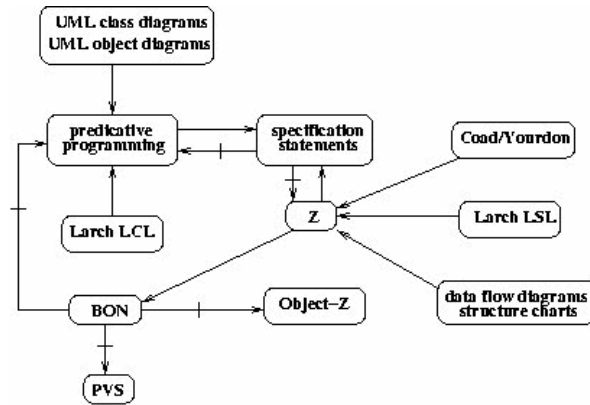 UML class diagrams
UML object diagrams
predicative
programming
specification
statements
Coad/Yourdon
Z
Larch LCL
Larch LSL
BON
Object-Z
data flow diagrams
structure charts
PVS